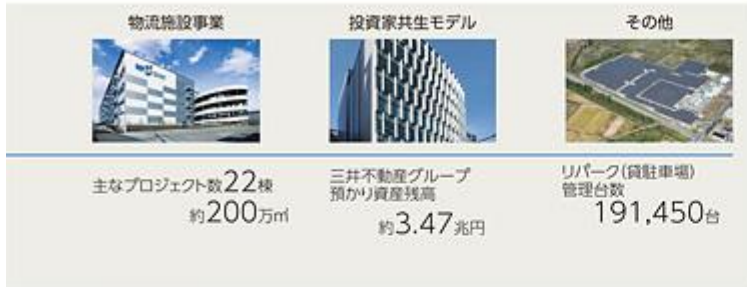 物流施設事業
主なプロジェクト数22棟
約200万㎡
投資家共生モデル
三井不動産グループ
預かり資産残高
約3.47兆円
その他
リパーク(貸駐車場)
管理台数
191,450台